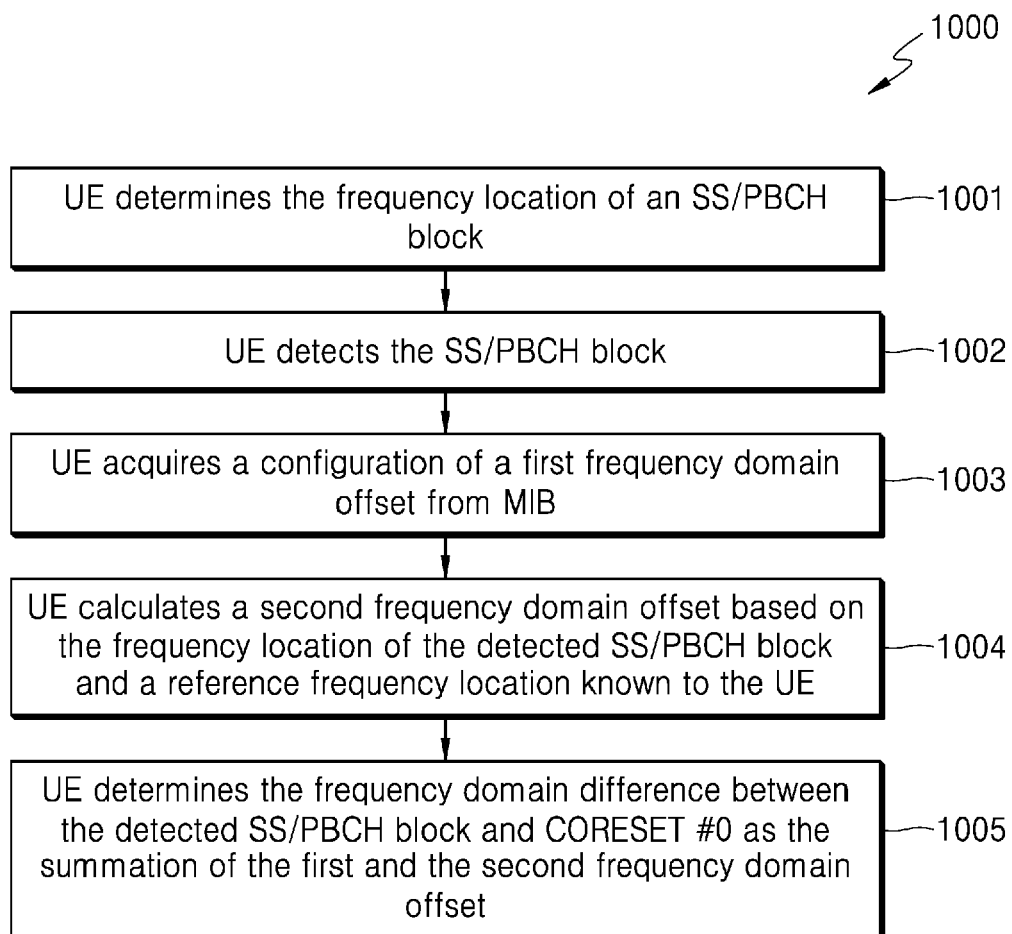 1000
UE determines the frequency location of an SS/PBCH
block
1001
UE detects the SS/PBCH block
1002
UE acquires a configuration of a first frequency domain
offset from MIB
1003
UE calculates a second frequency domain offset based on
the frequency location of the detected SS/PBCH block
and a reference frequency location known to the UE
1004
UE determines the frequency domain difference between
the detected SS/PBCH block and CORESET #0 as the
summation of the first and the second frequency domain
offset
1005